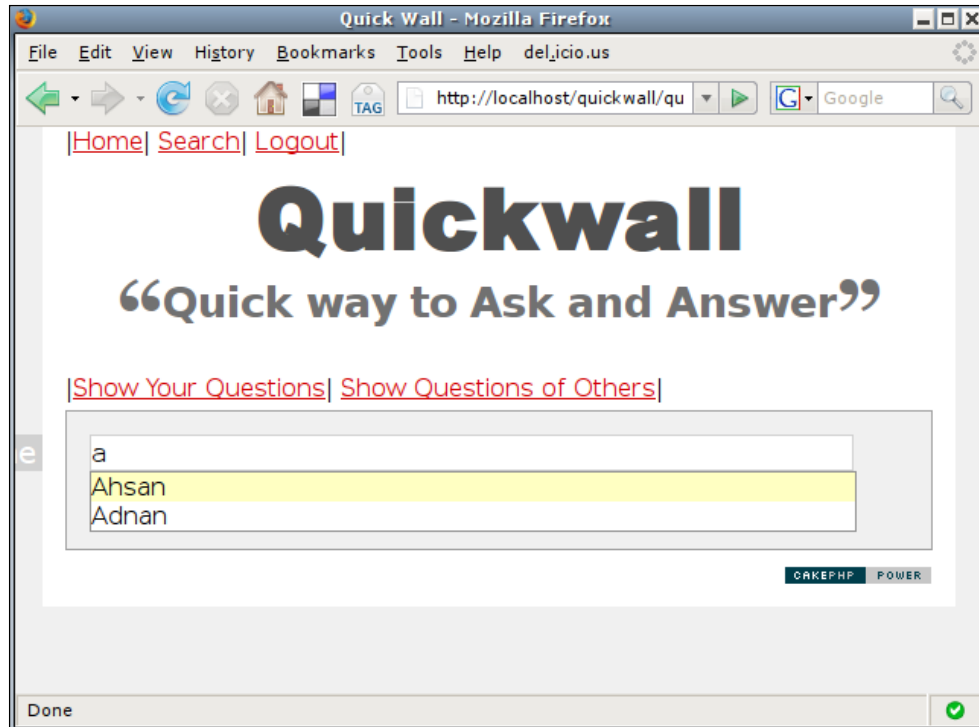 Quick Wall - Mozilla Firefox
File Edit View History Bookmarks Tools Help del.icio.us
TAG http://localhost/quickwall/qu G Google
|Home| Search| Logout|
Quickwall
“Quick way to Ask and Answer”
|Show Your Questions| Show Questions of Others|
e
a
Ahsan
Adnan
CAKEPHP POWER
Done